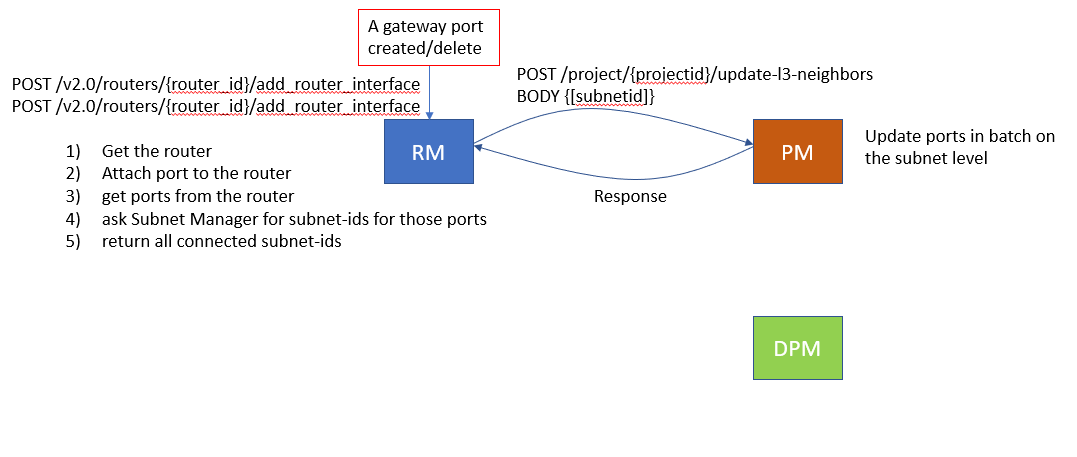 A gateway port
created/delete
POST /v2.0/routers/{router_id}/add_router_interface
POST /v2.0/routers/{router_id}/add_router_interface
POST /project/{projectid}/update-l3-neighbors
BODY {[subnetid]}
RM
PM
Update ports in batch on
the subnet level
1) Get the router
2) Attach port to the router
3) get ports from the router
4) ask Subnet Manager for subnet-ids for those ports
5) return all connected subnet-ids
Response
DPM